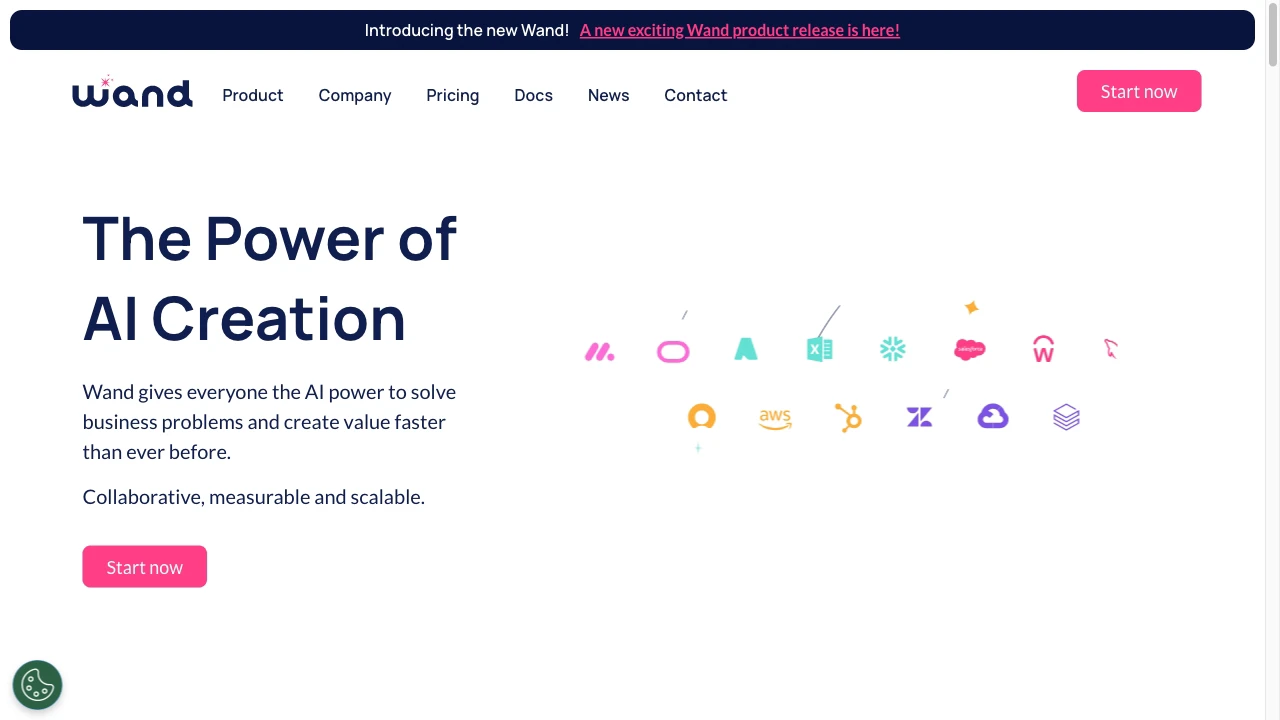 Introducing the new Wand! A new exciting Wand product release is here!
wand Product Company Pricing Docs News Contact Start now
The Power of
AI Creation
Wand gives everyone the AI power to solve
business problems and create value faster
than ever before.
Collaborative, measurable and scalable.
Start now
X
salesforce
w
aws